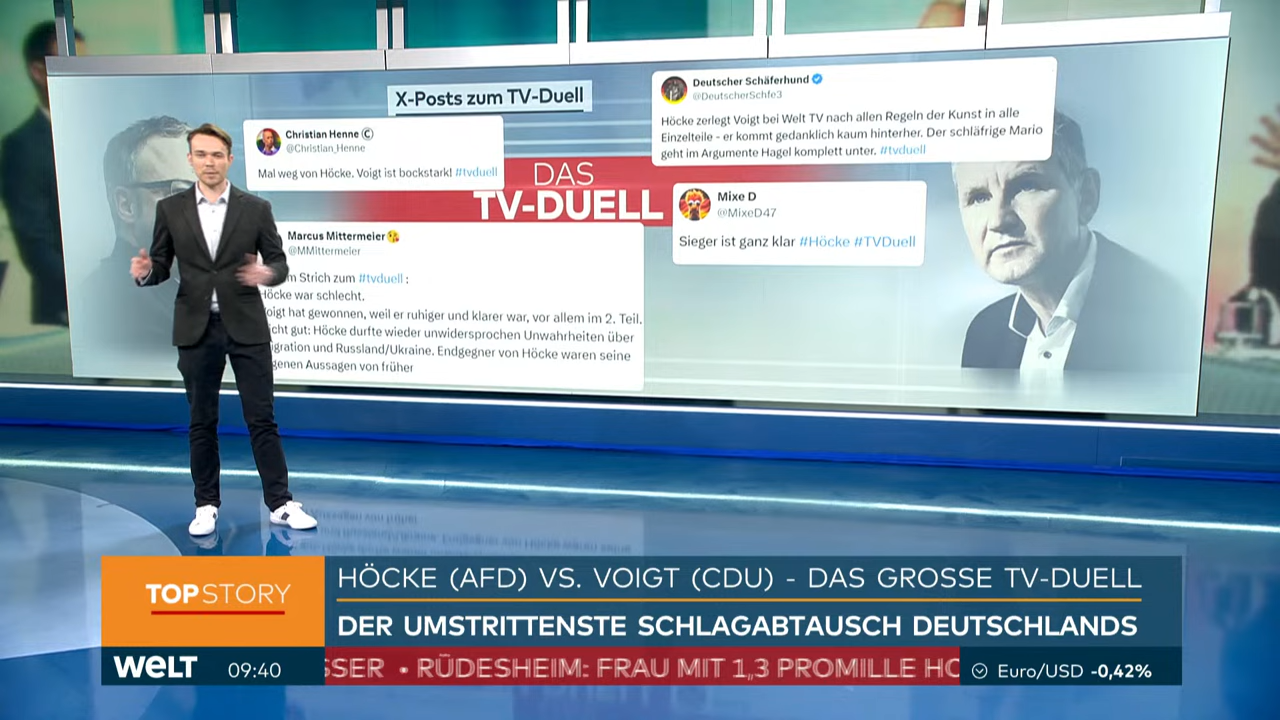 X-Posts zum TV-Duell
Christian Henne Ⓒ
@Christian_Henne
Mal weg von Höcke. Voigt ist bockstark! #tvduell
Deutscher Schäferhund
@DeutscherSchfe3
Höcke zerlegt Voigt bei Welt TV nach allen Regeln der Kunst in alle
Einzelteile - er kommt gedanklich kaum hinterher. Der schläfrige Mario
geht im Argumente Hagel komplett unter. #tvduell
DAS
TV-DUELL
Mixe D
@MixeD47
Sieger ist ganz klar #Höcke #TVDuell
Marcus Mittermeier😘
@MMittermeier
m Strich zum #tvduell :
Höcke war schlecht.
oigt hat gewonnen, weil er ruhiger und klarer war, vor allem im 2. Teil.
icht gut: Höcke durfte wieder unwidersprochen Unwahrheiten über
gration und Russland/Ukraine. Endgegner von Höcke waren seine
genen Aussagen von früher
TOPSTORY
HÖCKE (AFD) VS. VOIGT (CDU) - DAS GROSSE TV-DUELL
DER UMSTRITTENSTE SCHLAGABTAUSCH DEUTSCHLANDS
WELT 09:40 SSER • RÜDESHEIM: FRAU MIT 1,3 PROMILLE HO Euro/USD -0,42%